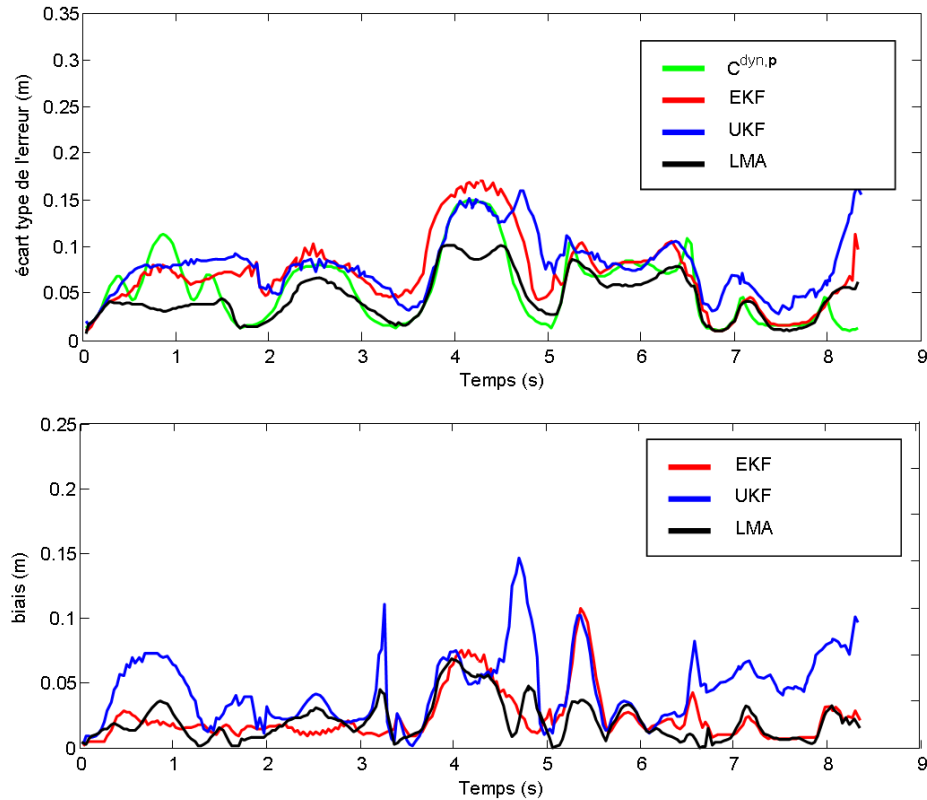 0.35
0.3
0.25
0.2
0.15
0.1
0.05
0
écart type de l'erreur (m)
C^dyn,p
EKF
UKF
LMA
0 1 2 3 4 5 6 7 8 9
Temps (s)
0.25
0.2
0.15
0.1
0.05
0
biais (m)
EKF
UKF
LMA
0 1 2 3 4 5 6 7 8 9
Temps (s)